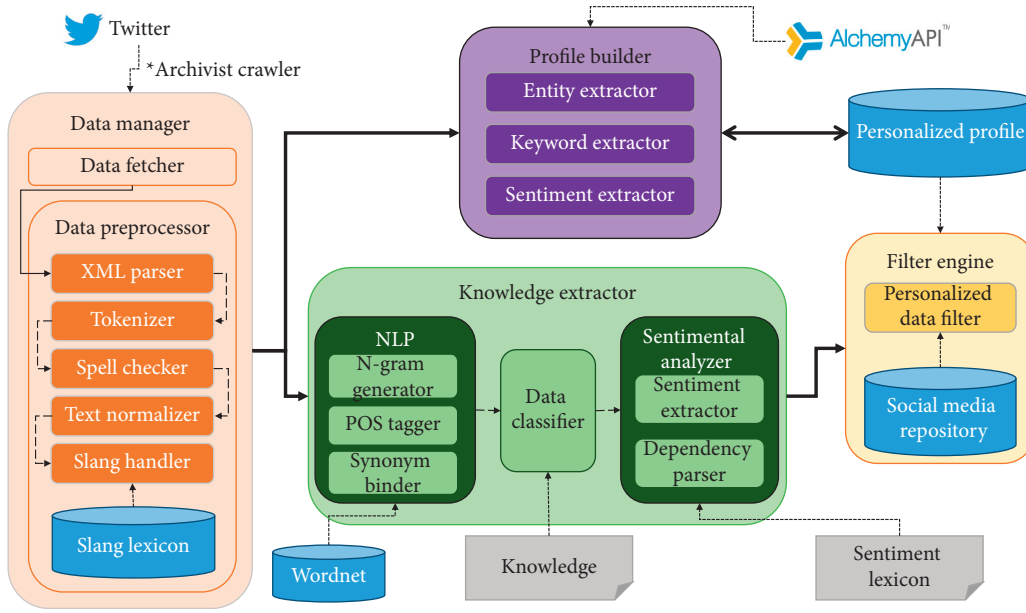 Twitter
*Archivist crawler
Data manager
Data fetcher
Data preprocessor
XML parser
Tokenizer
Spell checker
Text normalizer
Slang handler
Slang lexicon
Profile builder
Entity extractor
Keyword extractor
Sentiment extractor
AlchemyAPI™
Personalized
profile
Knowledge extractor
NLP
N-gram
generator
POS tagger
Synonym
binder
Data
classifier
Sentimental
analyzer
Sentiment
extractor
Dependency
parser
Filter engine
Personalized
data filter
Social media
repository
Wordnet
Knowledge
Sentiment
lexicon